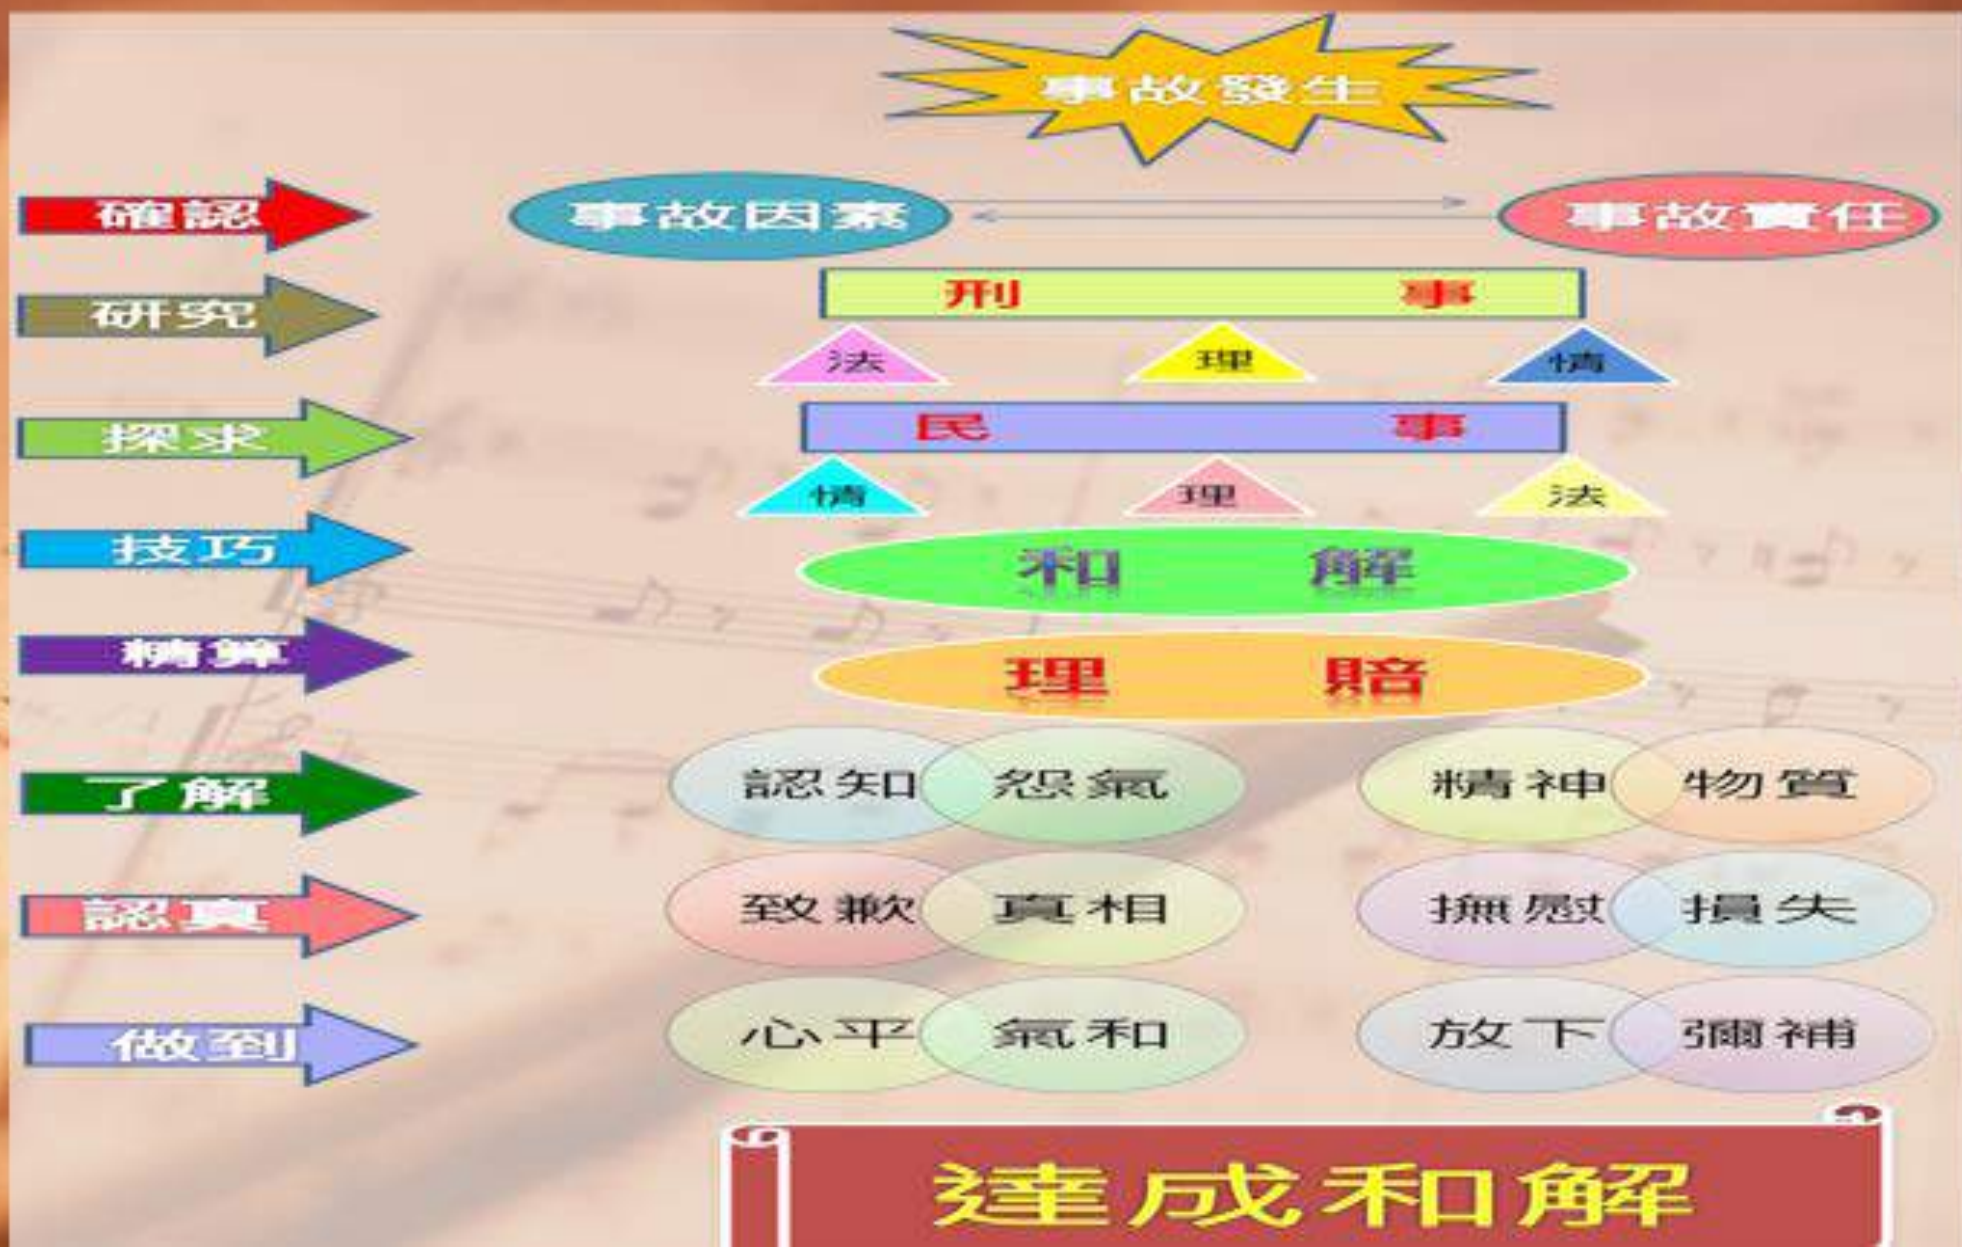 事故發生
確認 事故因素 事故責任
研究 刑 事
法 理 情
探求 民 事
情 理 法
技巧 和 解
精算 理 賠
了解 認知 怨氣 精神 物質
認真 致歉 真相 撫慰 損失
做到 心平 氣和 放下 彌補
達成和解